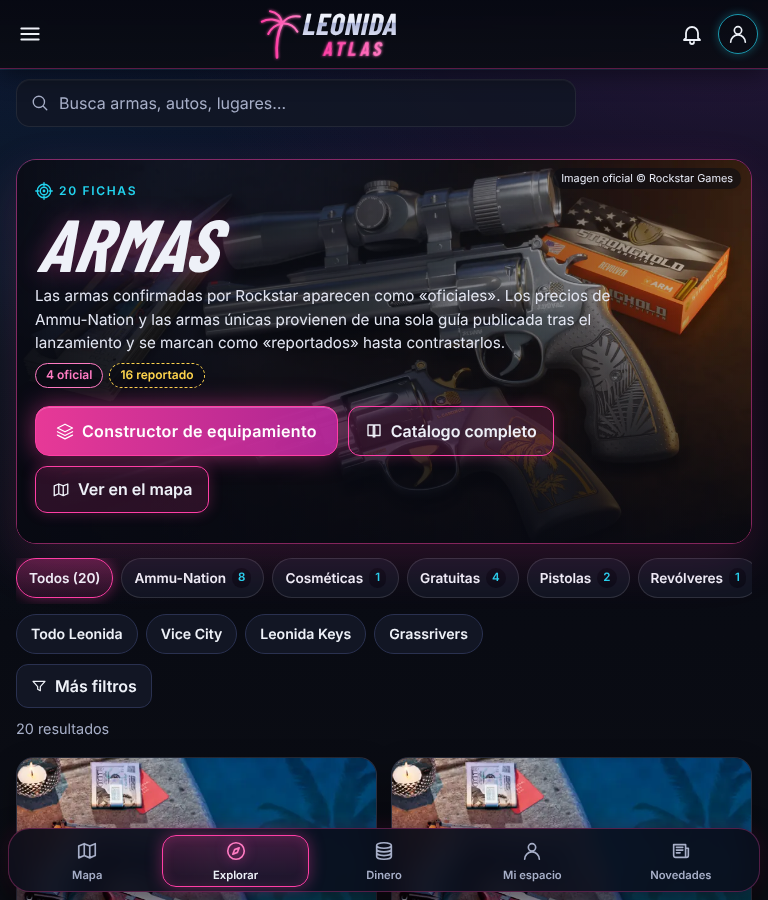 LEONIDA
ATLAS
Busca armas, autos, lugares...
Imagen oficial © Rockstar Games
20 FICHAS
ARMAS
STRONGHOLD
Las armas confirmadas por Rockstar aparecen como «oficiales». Los precios de
Ammu-Nation y las armas únicas provienen de una sola guía publicada tras el
lanzamiento y se marcan como «reportados» hasta contrastarlos.
4 oficial
16 reportado
Constructor de equipamiento
Catálogo completo
Ver en el mapa
Todos (20)
Ammu-Nation 8
Cosméticas 1
Gratuitas 4
Pistolas 2
Revólveres 1
Todo Leonida
Vice City
Leonida Keys
Grassrivers
Más filtros
20 resultados
Mapa
Explorar
Dinero
Mi espacio
Novedades